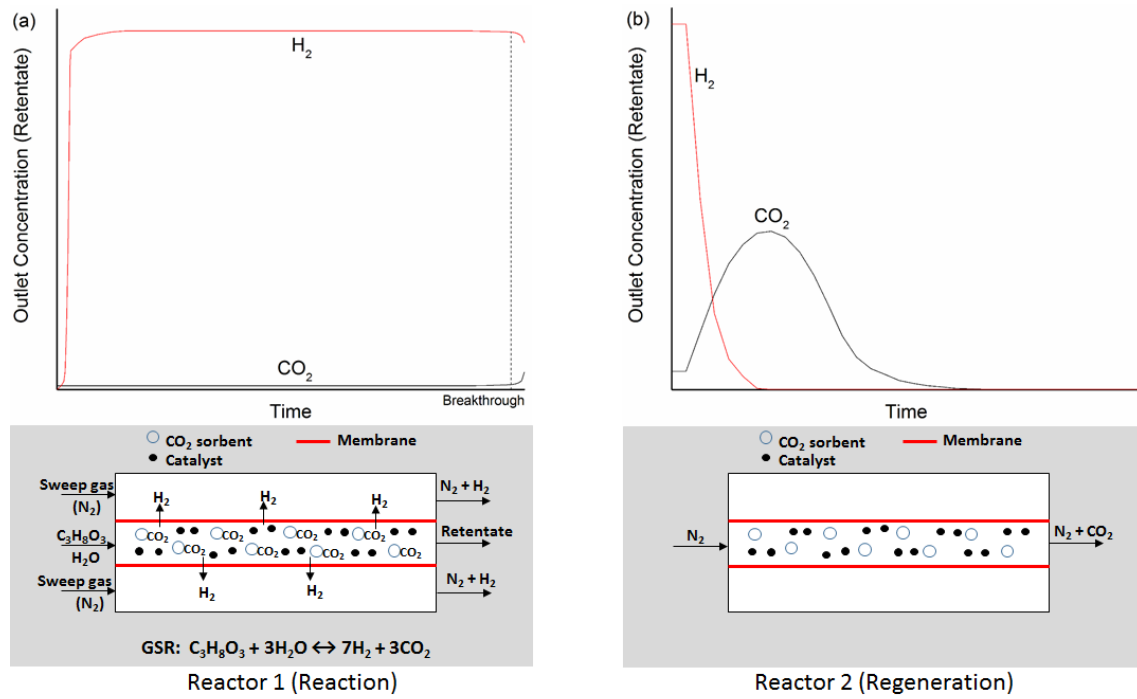 (a)
H₂
CO₂
Outlet Concentration (Retentate)
Time
Breakthrough
CO₂ sorbent
Membrane
Catalyst
Sweep gas
(N₂)
H₂
H₂
H₂
N₂ + H₂
C₃H₈O₃
H₂O
CO₂
CO₂
CO₂
CO₂
CO₂
CO₂
CO₂
CO₂
Retentate
Sweep gas
(N₂)
H₂
H₂
N₂ + H₂
GSR: C₃H₈O₃ + 3H₂O ↔ 7H₂ + 3CO₂
Reactor 1 (Reaction)
(b)
H₂
CO₂
Outlet Concentration (Retentate)
Time
CO₂ sorbent
Membrane
Catalyst
N₂
N₂ + CO₂
Reactor 2 (Regeneration)